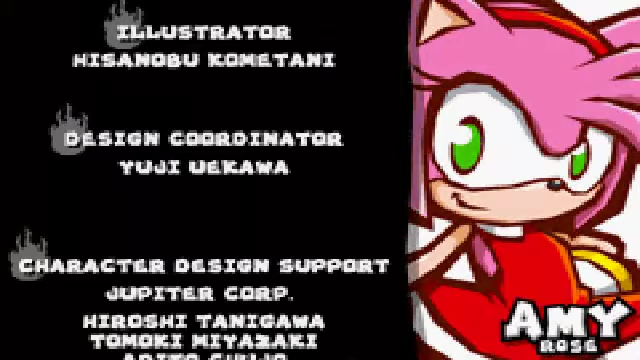 ILLUSTRATOR
HISANOBU KOMETANI
DESIGN COORDINATOR
YUJI UEKAWA
CHARACTER DESIGN SUPPORT
JUPITER CORP.
HIROSHI TANIGAWA
TOMOKI MIYAZAKI
AMY
ROSE